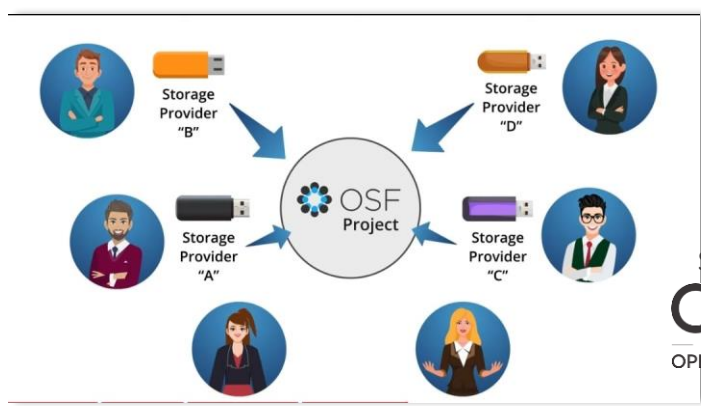 Storage
Provider
“B”
Storage
Provider
“D”
OSF
Project
Storage
Provider
“A”
Storage
Provider
“C”